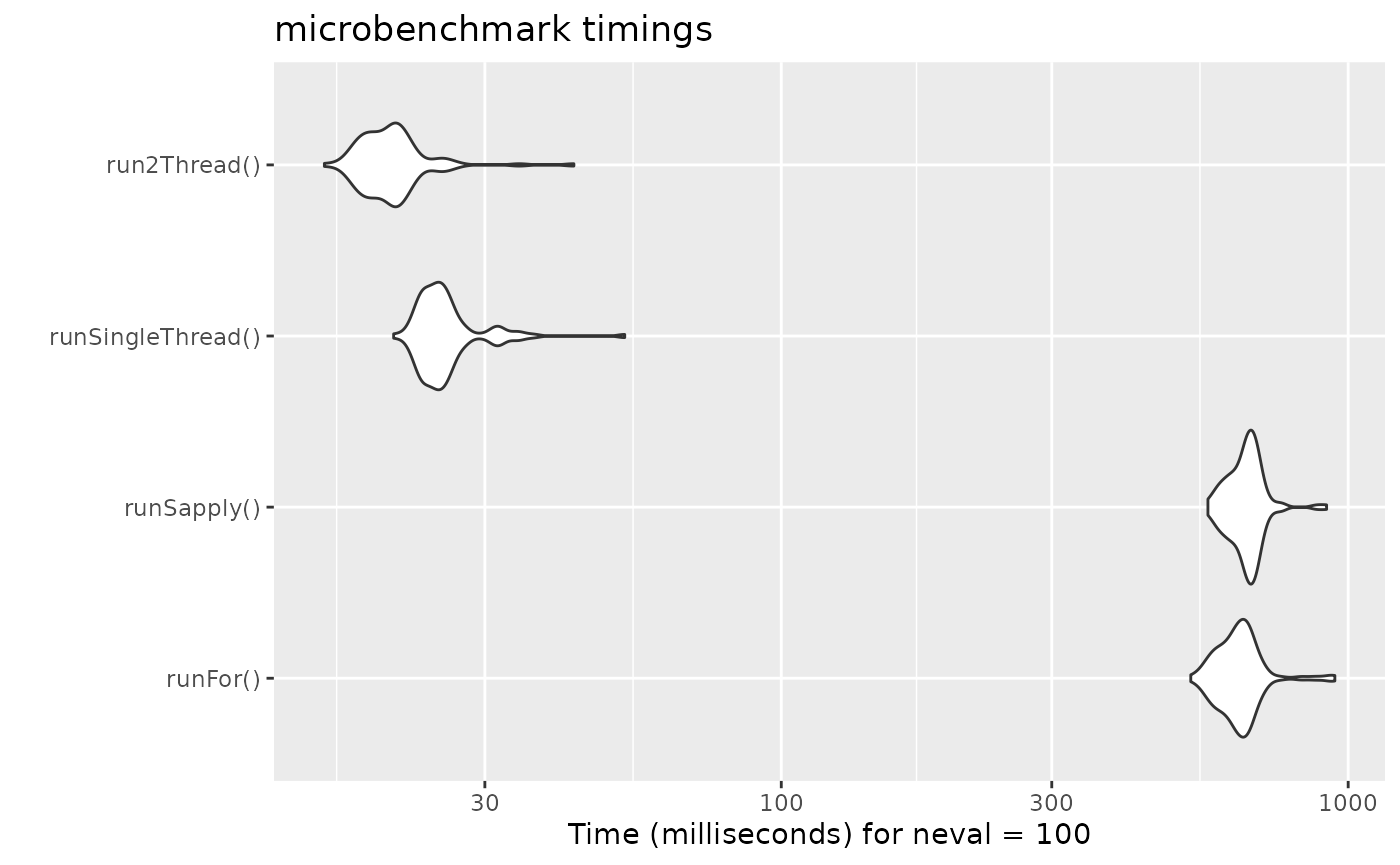 microbenchmark timings
run2Thread()
runSingleThread()
runSapply()
runFor()
30 100 300 1000
Time (milliseconds) for neval = 100